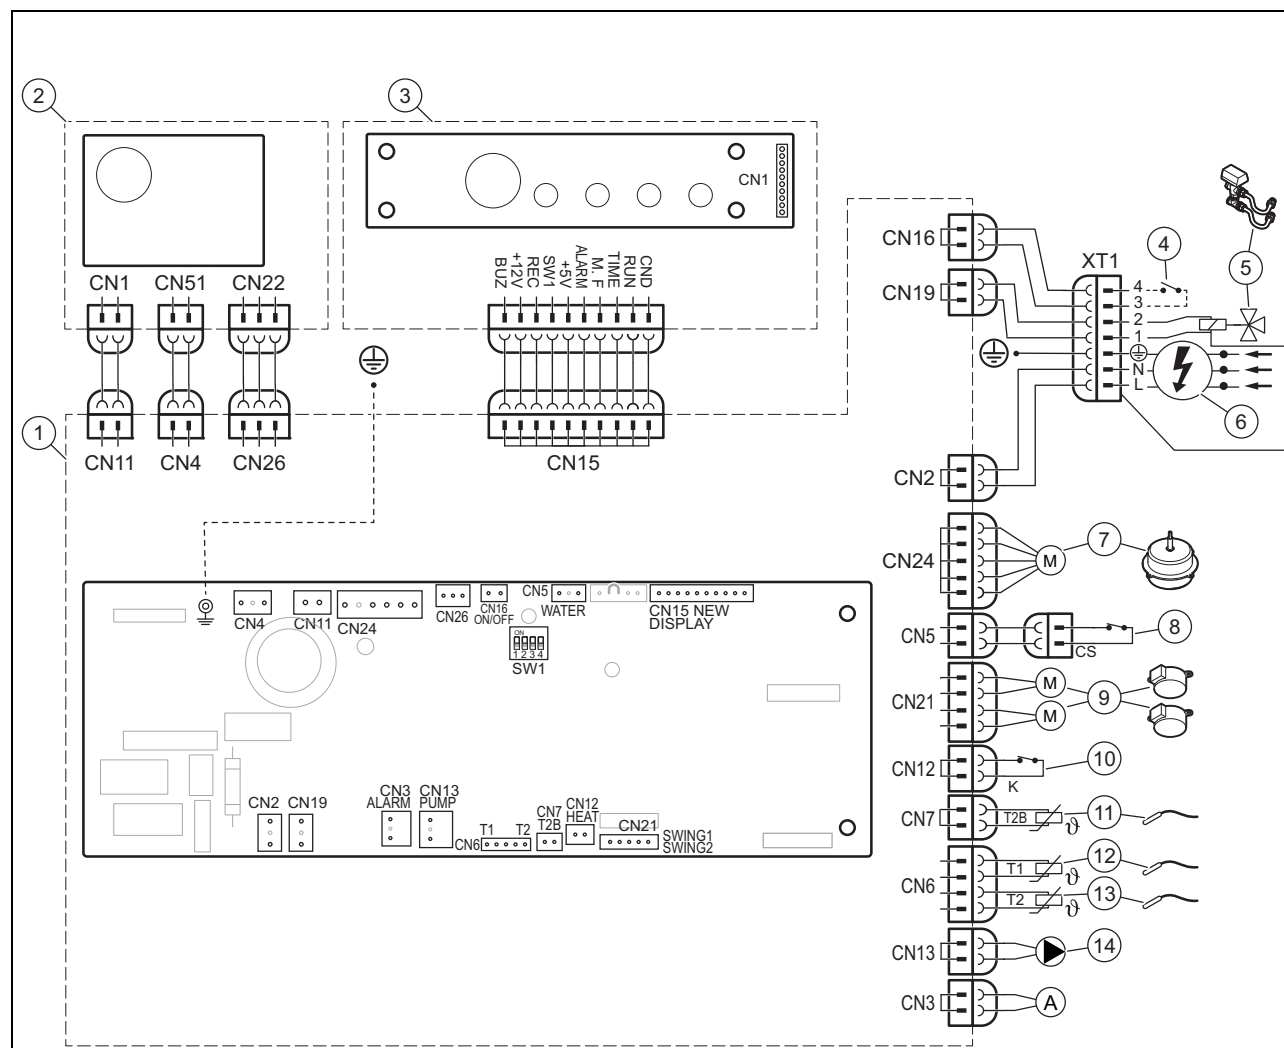 2
3
CN1
CN1 CN51 CN22
BUZ
+12V
REC
SW1
+5V
ALARM
M. F
TIME
RUN
CND
CN16
CN19
XT1
4
5
4
3
2
1
N
L
6
1
CN11 CN4 CN26
CN15
CN2
CN24
M
7
CN5
CS
8
CN21
M
M
9
CN12
K
10
CN7
T2B
ϑ
11
CN6
T1
ϑ
12
T2
ϑ
13
CN13
14
CN3
A
CN4
CN11
CN24
CN26
CN16
ON/OFF
CN5
WATER
CN15 NEW
DISPLAY
ON
1 2 3 4
SW1
CN2 CN19
CN3
ALARM
CN13
PUMP
T1 T2
CN6
CN7
T2B
CN12
HEAT
CN21
SWING1
SWING2